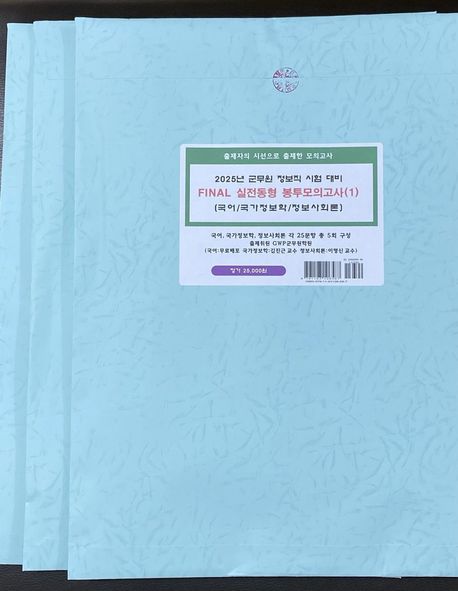 출제자의 시선으로 출제한 모의고사
2025년 군무원 정보직 시험 대비
FINAL 실전동형 봉투모의고사(1)
(국어/국가정보학/정보사회론)
국어, 국가정보학, 정보사회론 각 25문항 총 5회 구성
출제위원 GWP군무원학원
(국어:무료배포 국가정보학:김진근 교수 정보사회론:이명신 교수)
정가 25,000원